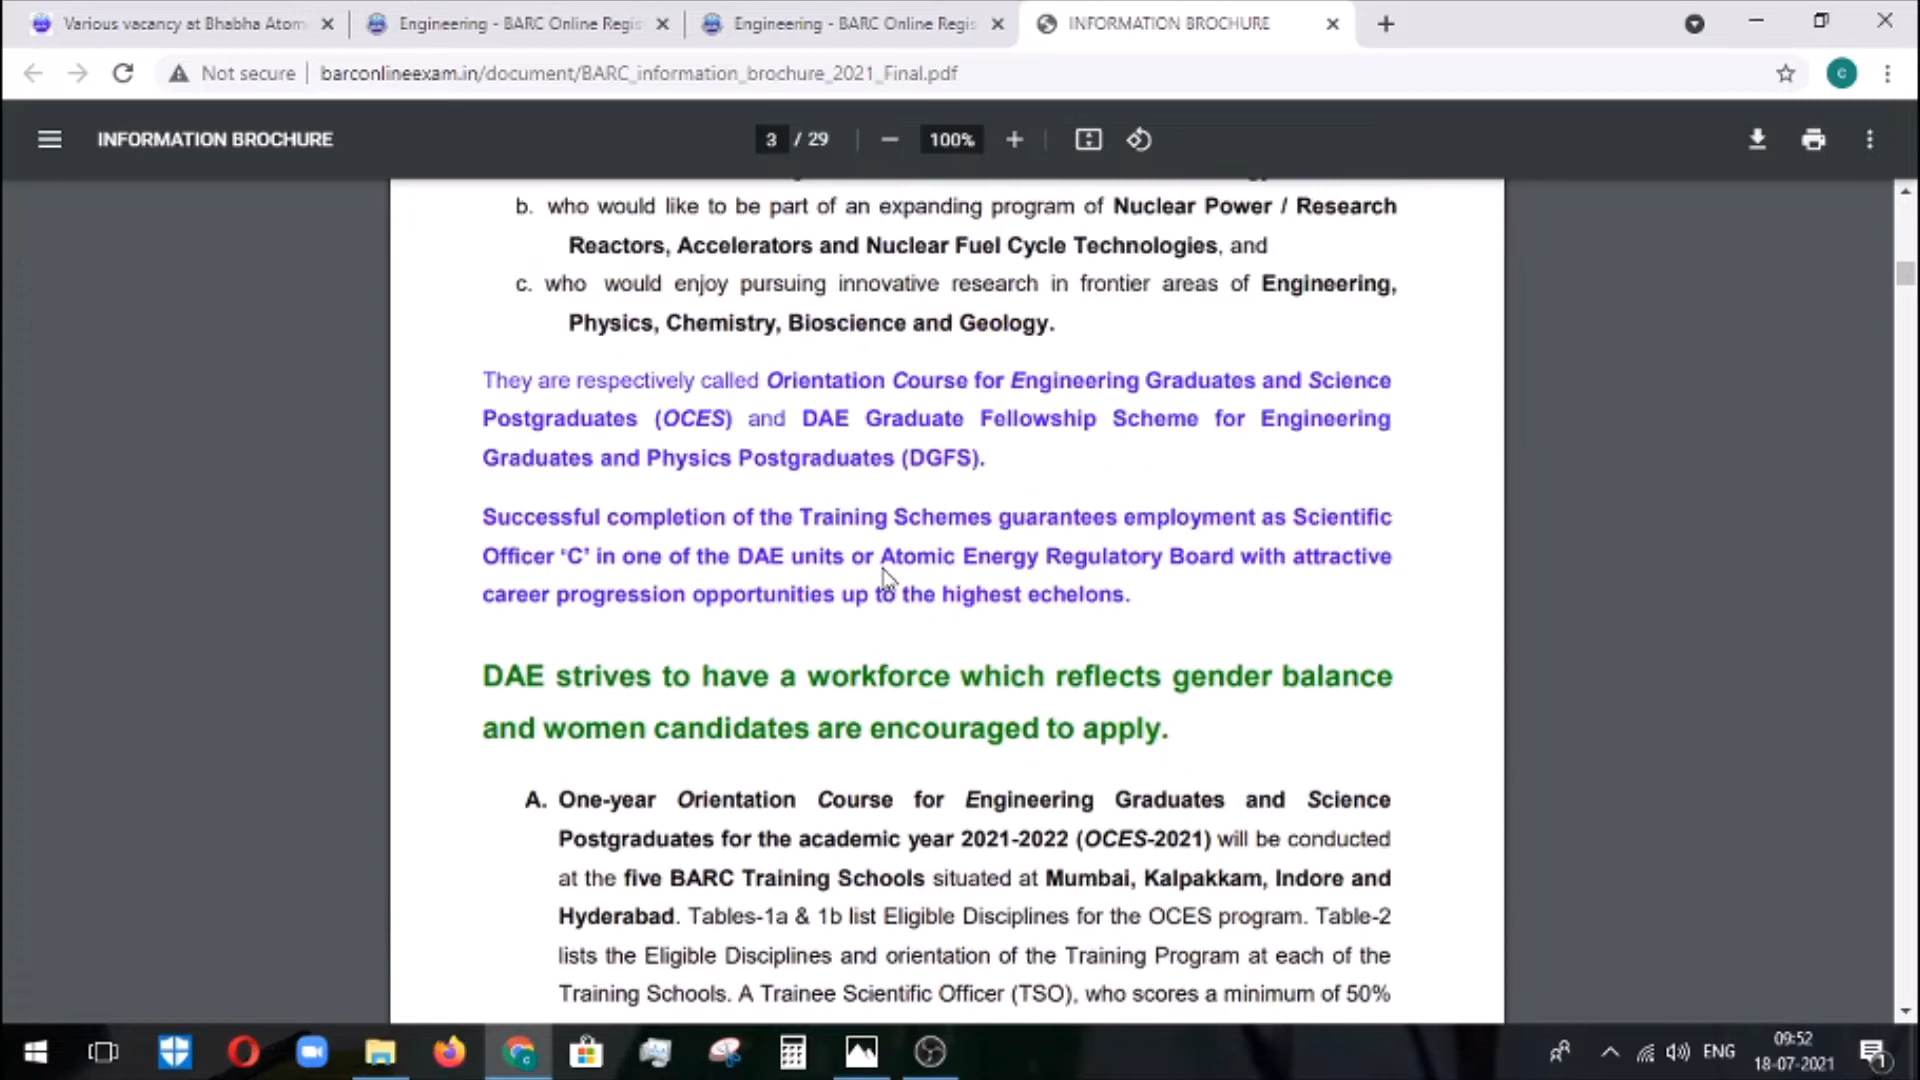 Various vacancy at Bhabha Atom
Engineering - BARC Online Regis
Engineering - BARC Online Regis
INFORMATION BROCHURE
Not secure
barconlineexam.in/document/BARC_information_brochure_2021_Final.pdf
C
INFORMATION BROCHURE
3 / 29
100%
b. who would like to be part of an expanding program of Nuclear Power / Research
Reactors, Accelerators and Nuclear Fuel Cycle Technologies, and
c. who would enjoy pursuing innovative research in frontier areas of Engineering,
Physics, Chemistry, Bioscience and Geology.
They are respectively called Orientation Course for Engineering Graduates and Science
Postgraduates (OCES) and DAE Graduate Fellowship Scheme for Engineering
Graduates and Physics Postgraduates (DGFS).
Successful completion of the Training Schemes guarantees employment as Scientific
Officer ‘C’ in one of the DAE units or Atomic Energy Regulatory Board with attractive
career progression opportunities up to the highest echelons.
DAE strives to have a workforce which reflects gender balance
and women candidates are encouraged to apply.
A. One-year Orientation Course for Engineering Graduates and Science
Postgraduates for the academic year 2021-2022 (OCES-2021) will be conducted
at the five BARC Training Schools situated at Mumbai, Kalpakkam, Indore and
Hyderabad. Tables-1a & 1b list Eligible Disciplines for the OCES program. Table-2
lists the Eligible Disciplines and orientation of the Training Program at each of the
Training Schools. A Trainee Scientific Officer (TSO), who scores a minimum of 50%
ENG
09:52
18-07-2021
1